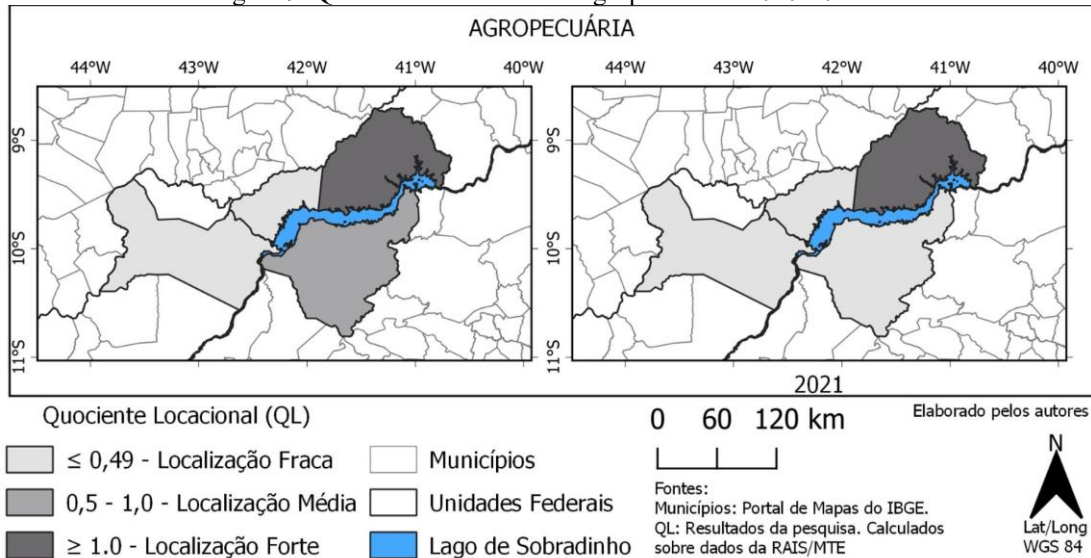 AGROPECUÁRIA
44°W 43°W 42°W 41°W 40°W 44°W 43°W 42°W 41°W 40°W
9°S 9°S
10°S 10°S
11°S 11°S
2021
Quociente Locacional (QL)
≤ 0,49 - Localização Fraca
0,5 - 1,0 - Localização Média
≥ 1.0 - Localização Forte
Municípios
Unidades Federais
Lago de Sobradinho
0 60 120 km
Fontes:
Municípios: Portal de Mapas do IBGE.
QL: Resultados da pesquisa. Calculados
sobre dados da RAIS/MTE
Elaborado pelos autores
N
Lat/Long
WGS 84